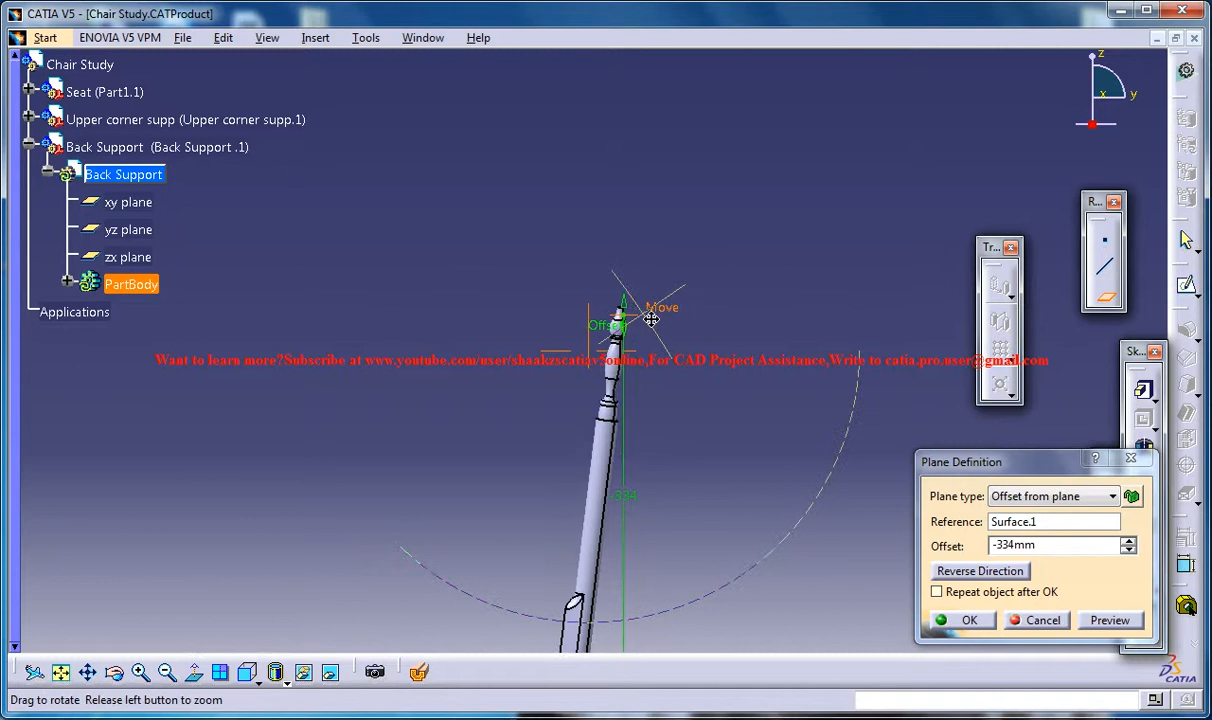 CATIA V5 - [Chair Study.CATProduct]
Start ENOVIA V5 VPM File Edit View Insert Tools Window Help
Chair Study
Seat (Part1.1)
Upper corner supp (Upper corner supp.1)
Back Support (Back Support .1)
Back Support
xy plane
yz plane
zx plane
PartBody
Applications
z
x
y
R...
Tr...
Move
Offset
Want to learn more?Subscribe at www.youtube.com/user/shaakzscatiav5online,For CAD Project Assistance,Write to catia.pro.user@gmail.com
Sk...
-334
Plane Definition
Plane type: Offset from plane
Reference: Surface.1
Offset: -334mm
Reverse Direction
Repeat object after OK
OK Cancel Preview
CATIA
Drag to rotate Release left button to zoom